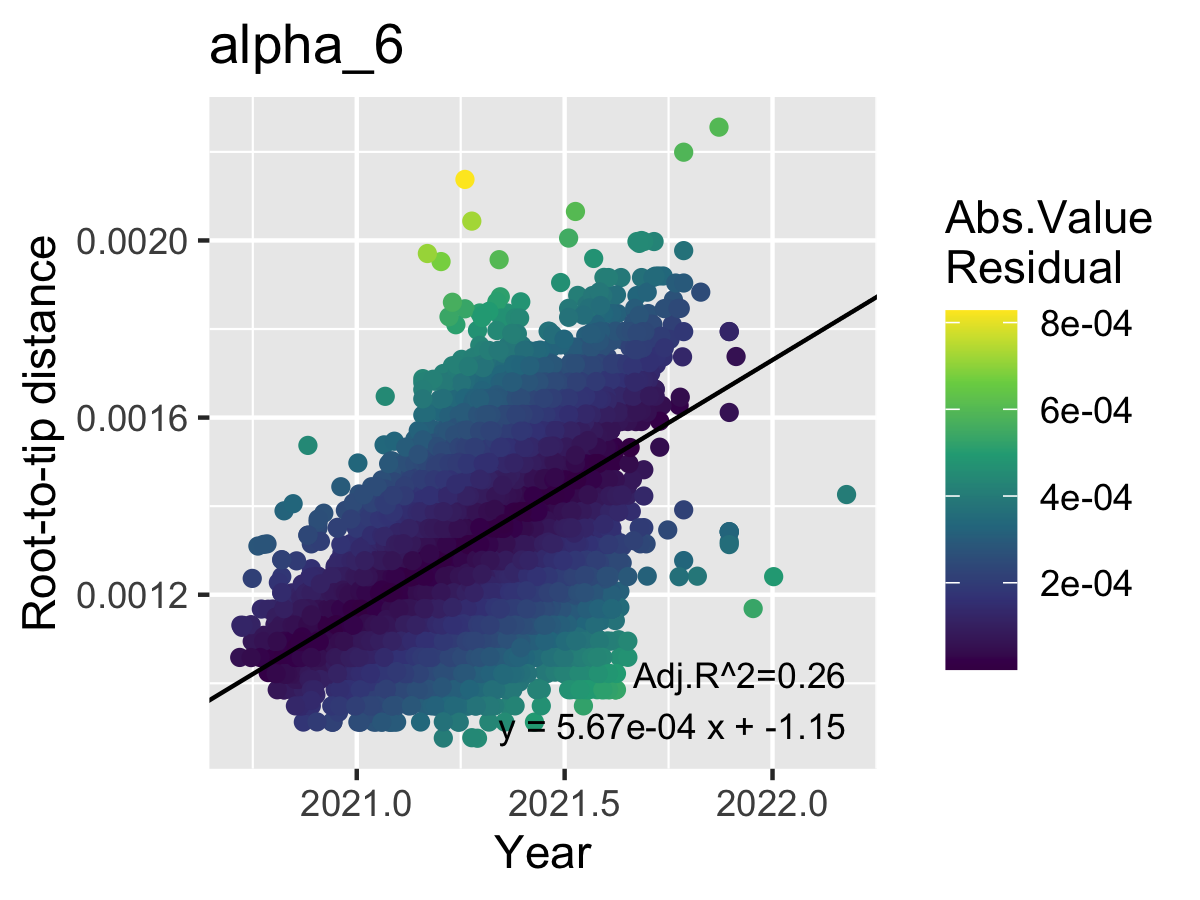 alpha_6
Root-to-tip distance
0.0020
0.0016
0.0012
Adj.R^2=0.26
y = 5.67e-04 x + -1.15
2021.0
2021.5
2022.0
Year
Abs.Value
Residual
8e-04
6e-04
4e-04
2e-04